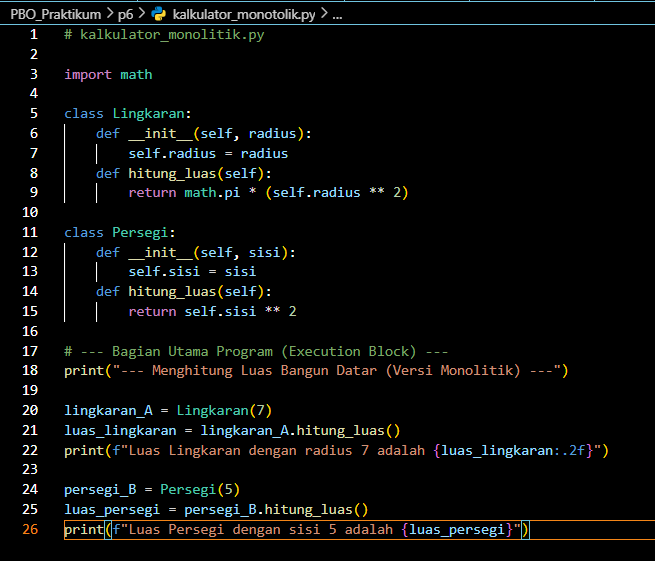 PBO_Praktikum > p6 > kalkulator_monotolik.py > ...
1 # kalkulator_monolitik.py
2
3 import math
4
5 class Lingkaran:
6     def __init__(self, radius):
7         self.radius = radius
8     def hitung_luas(self):
9         return math.pi * (self.radius ** 2)
10
11 class Persegi:
12     def __init__(self, sisi):
13         self.sisi = sisi
14     def hitung_luas(self):
15         return self.sisi ** 2
16
17 # --- Bagian Utama Program (Execution Block) ---
18 print("--- Menghitung Luas Bangun Datar (Versi Monolitik) ---")
19
20 lingkaran_A = Lingkaran(7)
21 luas_lingkaran = lingkaran_A.hitung_luas()
22 print(f"Luas Lingkaran dengan radius 7 adalah {luas_lingkaran:.2f}")
23
24 persegi_B = Persegi(5)
25 luas_persegi = persegi_B.hitung_luas()
26 print(f"Luas Persegi dengan sisi 5 adalah {luas_persegi}")